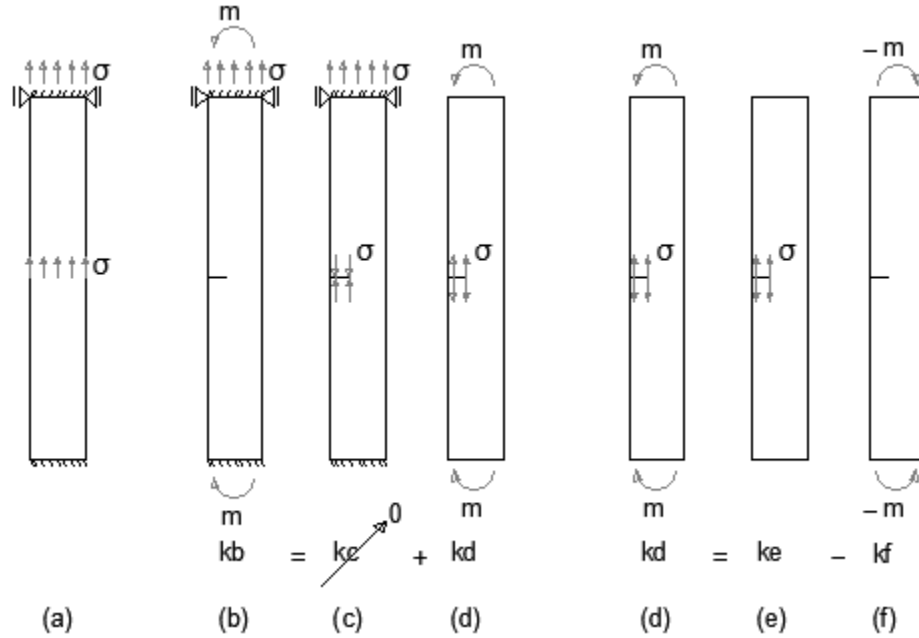 m
σ σ σ m m – m
σ σ σ σ σ
m m m – m
0
kb = kc + kd kd = ke – kf
(a) (b) (c) (d) (d) (e) (f)